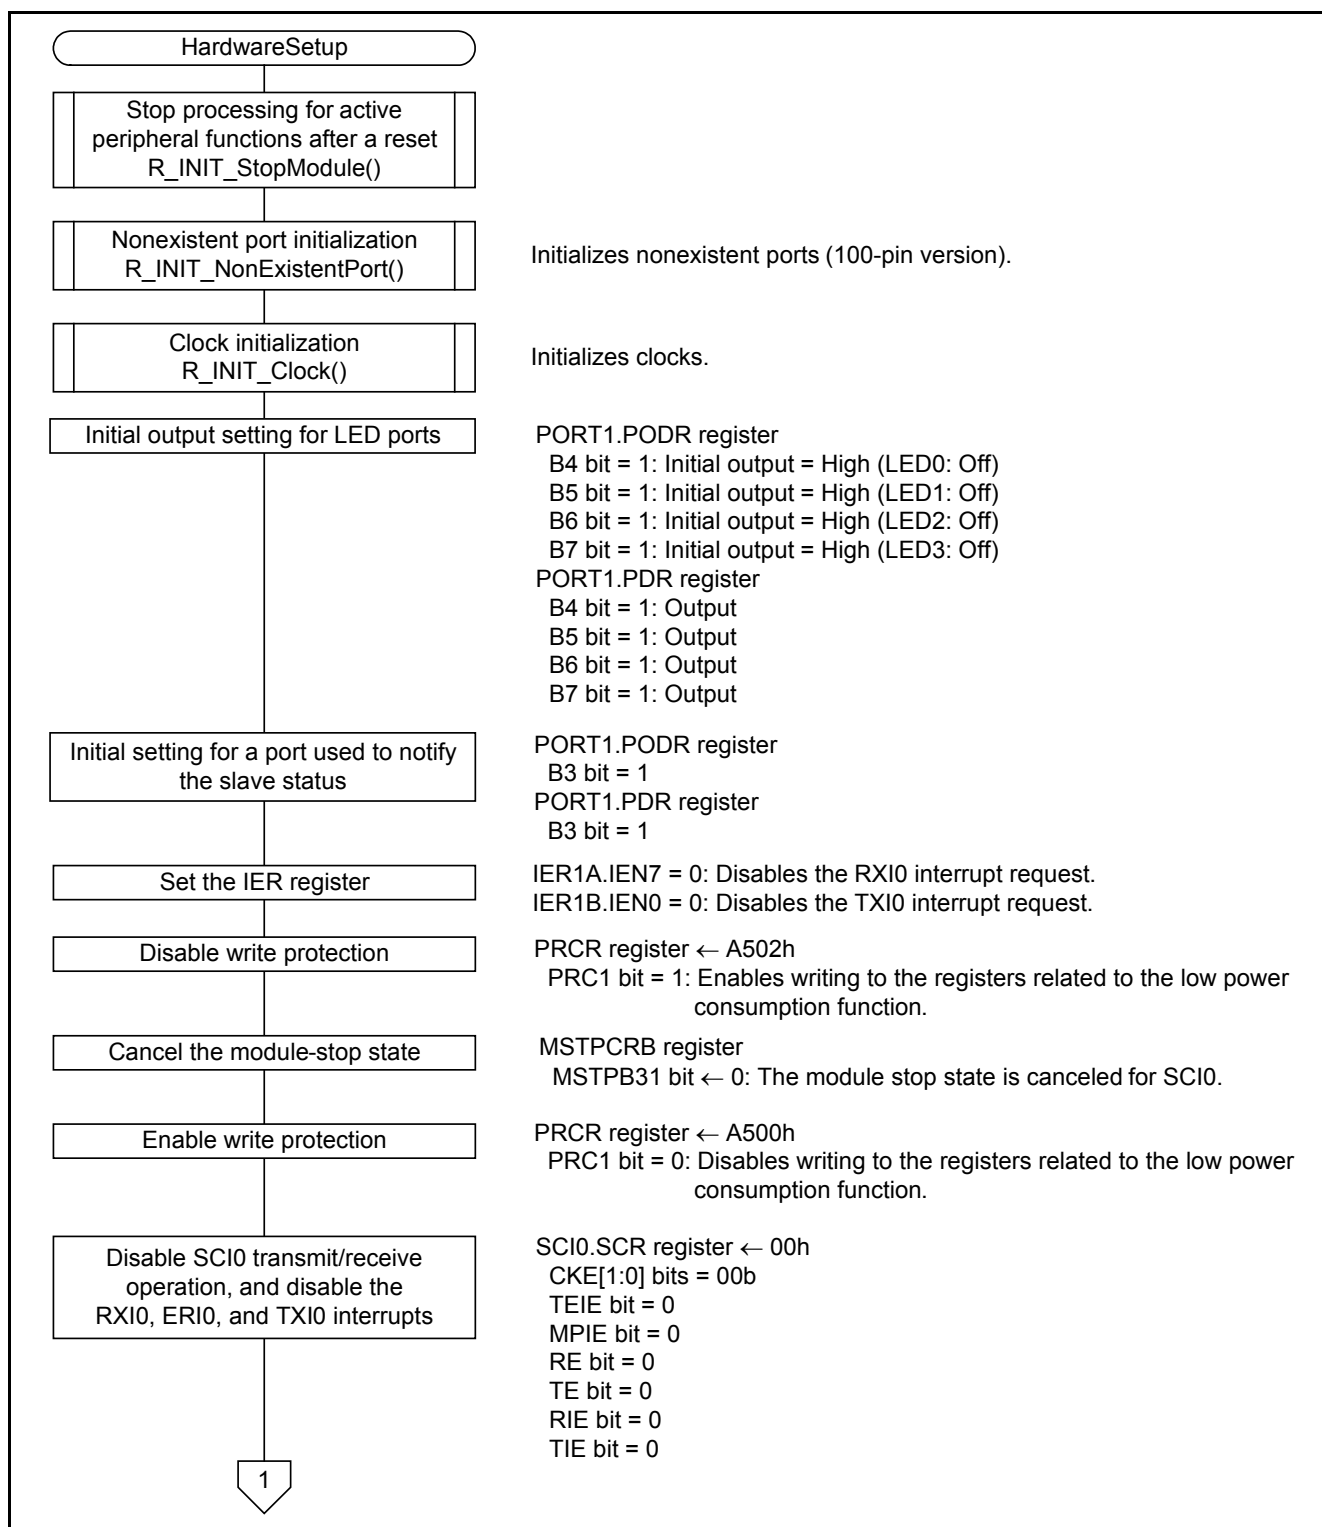 HardwareSetup
Stop processing for active
peripheral functions after a reset
R_INIT_StopModule()
Nonexistent port initialization
R_INIT_NonExistentPort()
Initializes nonexistent ports (100-pin version).
Clock initialization
R_INIT_Clock()
Initializes clocks.
Initial output setting for LED ports
PORT1.PODR register
B4 bit = 1: Initial output = High (LED0: Off)
B5 bit = 1: Initial output = High (LED1: Off)
B6 bit = 1: Initial output = High (LED2: Off)
B7 bit = 1: Initial output = High (LED3: Off)
PORT1.PDR register
B4 bit = 1: Output
B5 bit = 1: Output
B6 bit = 1: Output
B7 bit = 1: Output
Initial setting for a port used to notify
the slave status
PORT1.PODR register
B3 bit = 1
PORT1.PDR register
B3 bit = 1
Set the IER register
IER1A.IEN7 = 0: Disables the RXI0 interrupt request.
IER1B.IEN0 = 0: Disables the TXI0 interrupt request.
Disable write protection
PRCR register ← A502h
PRC1 bit = 1: Enables writing to the registers related to the low power
consumption function.
Cancel the module-stop state
MSTPCRB register
MSTPB31 bit ← 0: The module stop state is canceled for SCI0.
Enable write protection
PRCR register ← A500h
PRC1 bit = 0: Disables writing to the registers related to the low power
consumption function.
Disable SCI0 transmit/receive
operation, and disable the
RXI0, ERI0, and TXI0 interrupts
SCI0.SCR register ← 00h
CKE[1:0] bits = 00b
TEIE bit = 0
MPIE bit = 0
RE bit = 0
TE bit = 0
RIE bit = 0
TIE bit = 0
1